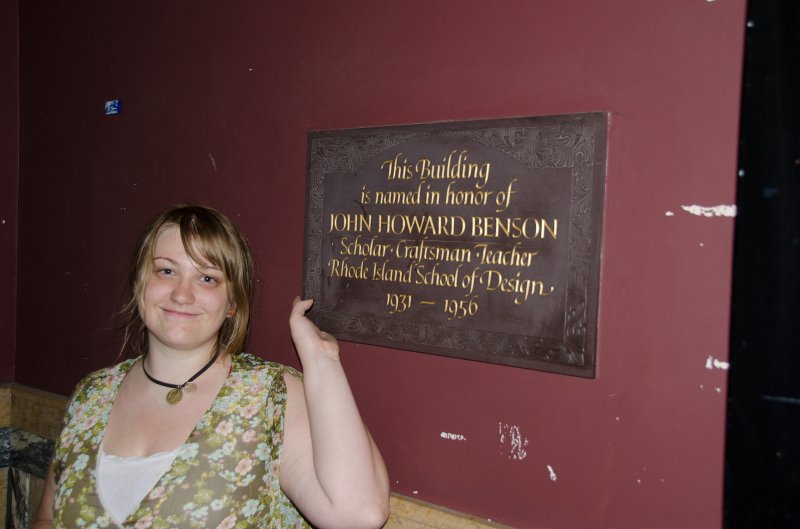 This Building
is named in honor of
JOHN HOWARD BENSON
Scholar · Craftsman · Teacher
Rhode Island School of Design
1931 — 1956